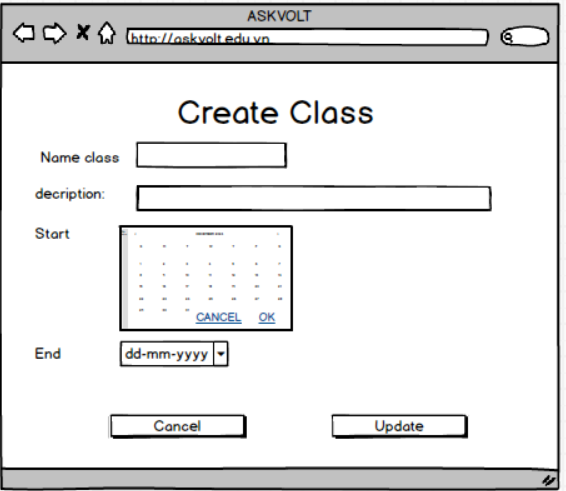 ASKVOLT
http://askvolt.edu.vn
Create Class
Name class
decription:
Start
CANCEL OK
End
dd-mm-yyyy
Cancel
Update